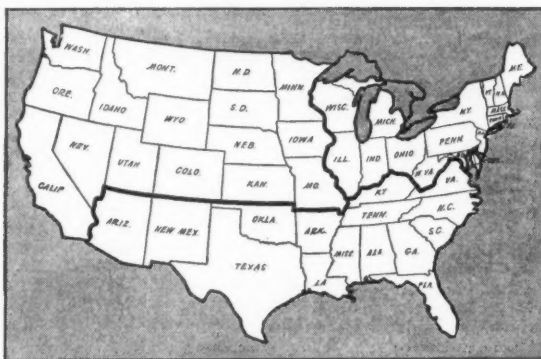 WASH
MONT.
N.D.
MINN.
M.E.
ORE.
IDAHO
WYO.
S.D.
WISC.
MICH.
N.Y.
VT.
N.H.
MASS.
NEV.
UTAH
COLO.
NEB.
IOWA
ILL.
IND
OHIO
PENN.
CALIF
KAN.
MO.
KY
W.VA.
VA.
ARIZ.
NEW MEX.
OKLA.
ARK.
TENN.
N.C.
S.C.
TEXAS
LA
MISS.
ALA
GA.
FLA.